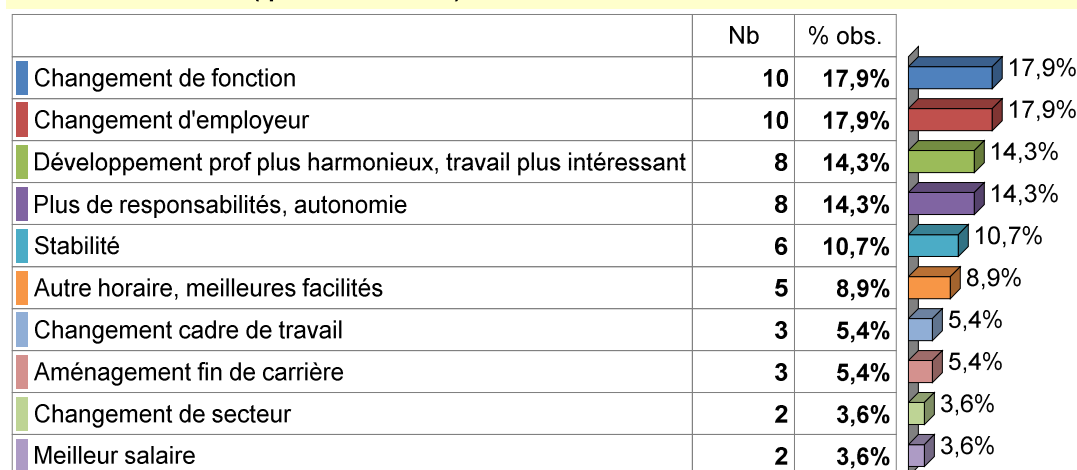 Nb % obs.
Changement de fonction 10 17,9% 17,9%
Changement d'employeur 10 17,9% 17,9%
Développement prof plus harmonieux, travail plus intéressant 8 14,3% 14,3%
Plus de responsabilités, autonomie 8 14,3% 14,3%
Stabilité 6 10,7% 10,7%
Autre horaire, meilleures facilités 5 8,9% 8,9%
Changement cadre de travail 3 5,4% 5,4%
Aménagement fin de carrière 3 5,4% 5,4%
Changement de secteur 2 3,6% 3,6%
Meilleur salaire 2 3,6% 3,6%